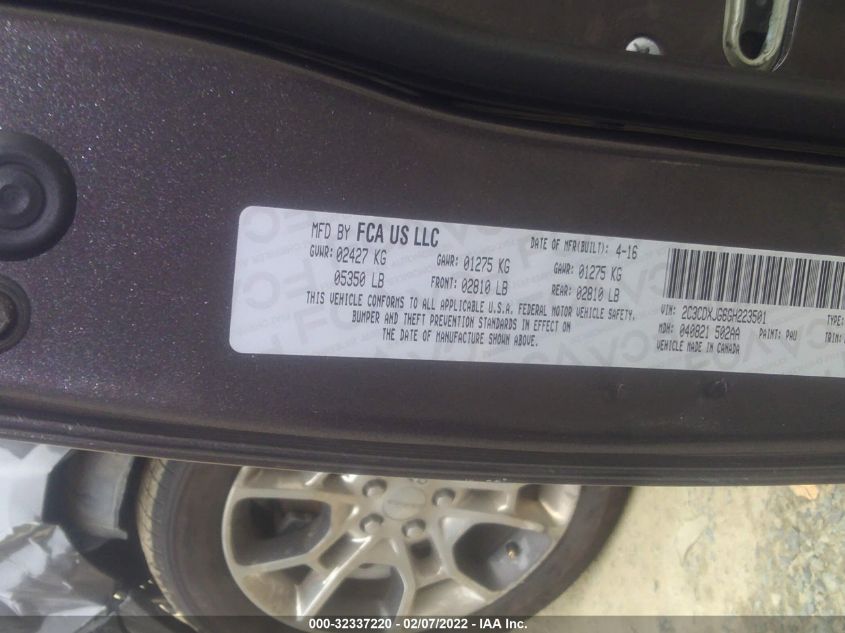 MFD BY FCA US LLC
DATE OF MFR(BUILT): 4-16
GVWR: 02427 KG GAWR: 01275 KG GAWR: 01275 KG
05350 LB FRONT: 02810 LB REAR: 02810 LB
THIS VEHICLE CONFORMS TO ALL APPLICABLE U.S.A. FEDERAL MOTOR VEHICLE SAFETY,
BUMPER AND THEFT PREVENTION STANDARDS IN EFFECT ON
THE DATE OF MANUFACTURE SHOWN ABOVE.
VIN: 2C3CDXJG6GH223501 TYPE:
MDH: 040821 502AA PAINT: PAU TRIM:
VEHICLE MADE IN CANADA
000-32337220 - 02/07/2022 - IAA Inc.